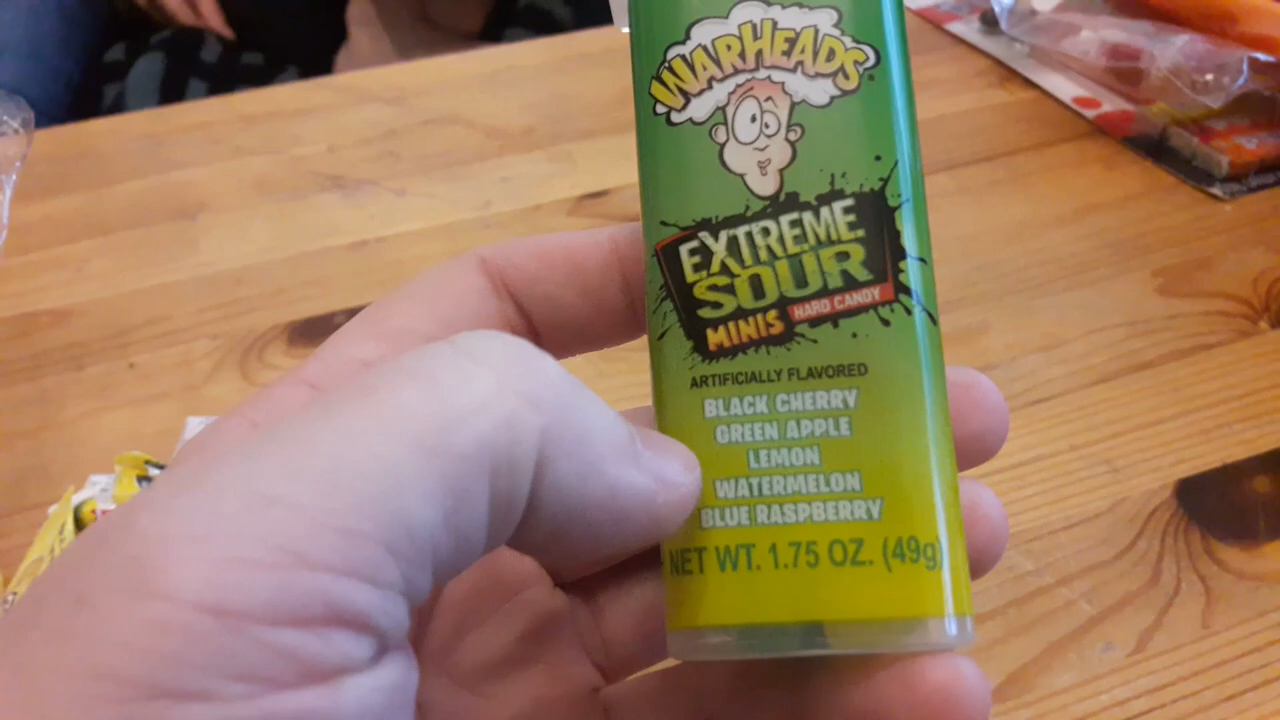 WARHEADS
EXTREME
SOUR
MINIS HARD CANDY
ARTIFICIALLY FLAVORED
BLACK CHERRY
GREEN APPLE
LEMON
WATERMELON
BLUE RASPBERRY
NET WT. 1.75 OZ. (49g)